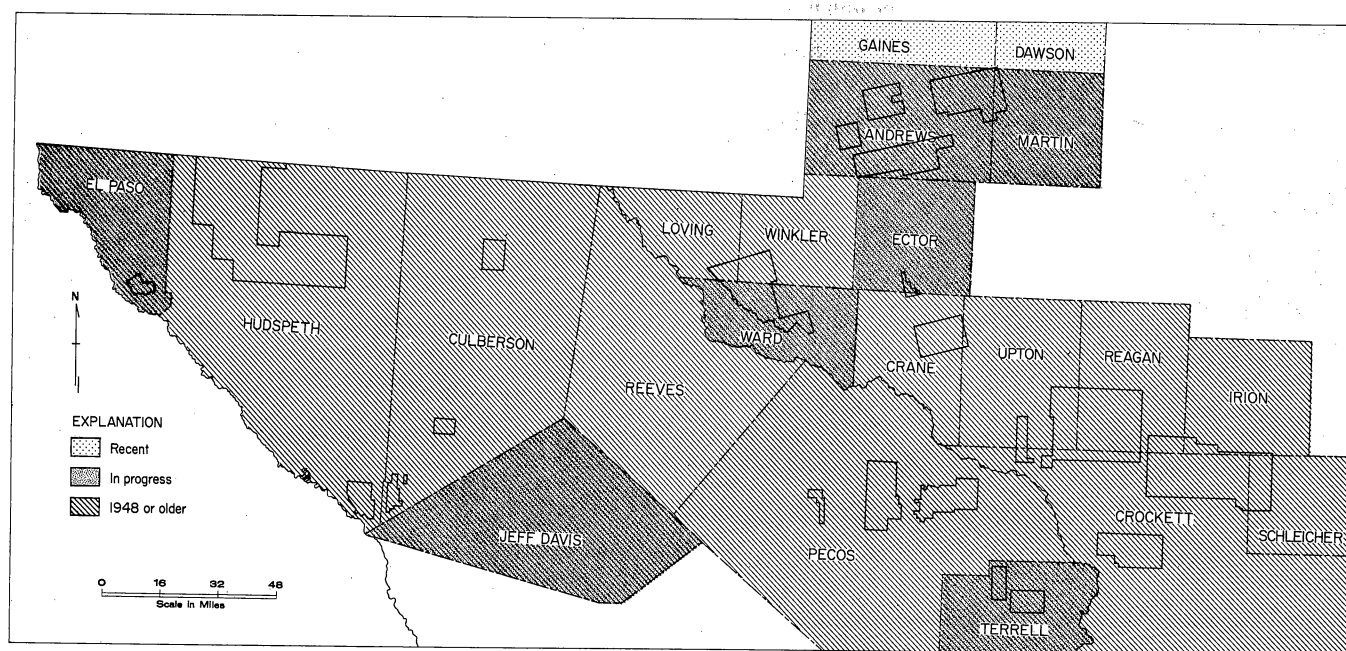 GAINES
DAWSON
ANDREWS
MARTIN
EL PASO
LOVING
WINKLER
ECTOR
HUDSPETH
CULBERSON
WARD
CRANE
UPTON
REAGAN
REEVES
IRION
N
EXPLANATION
Recent
In progress
1948 or older
JEFF DAVIS
PECOS
CROCKETT
SCHLEICHER
TERRELL
0 16 32 48
Scale in Miles